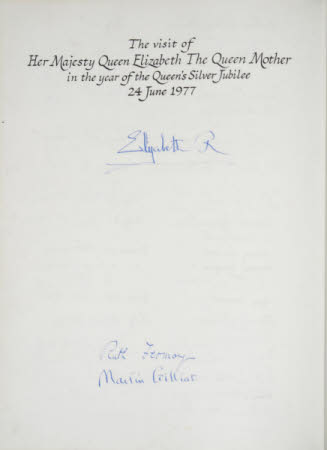 The visit of
Her Majesty Queen Elizabeth The Queen Mother
in the year of the Queen's Silver Jubilee
24 June 1977
Elizabeth R
Ruth Fermoy
Martin Gilliat